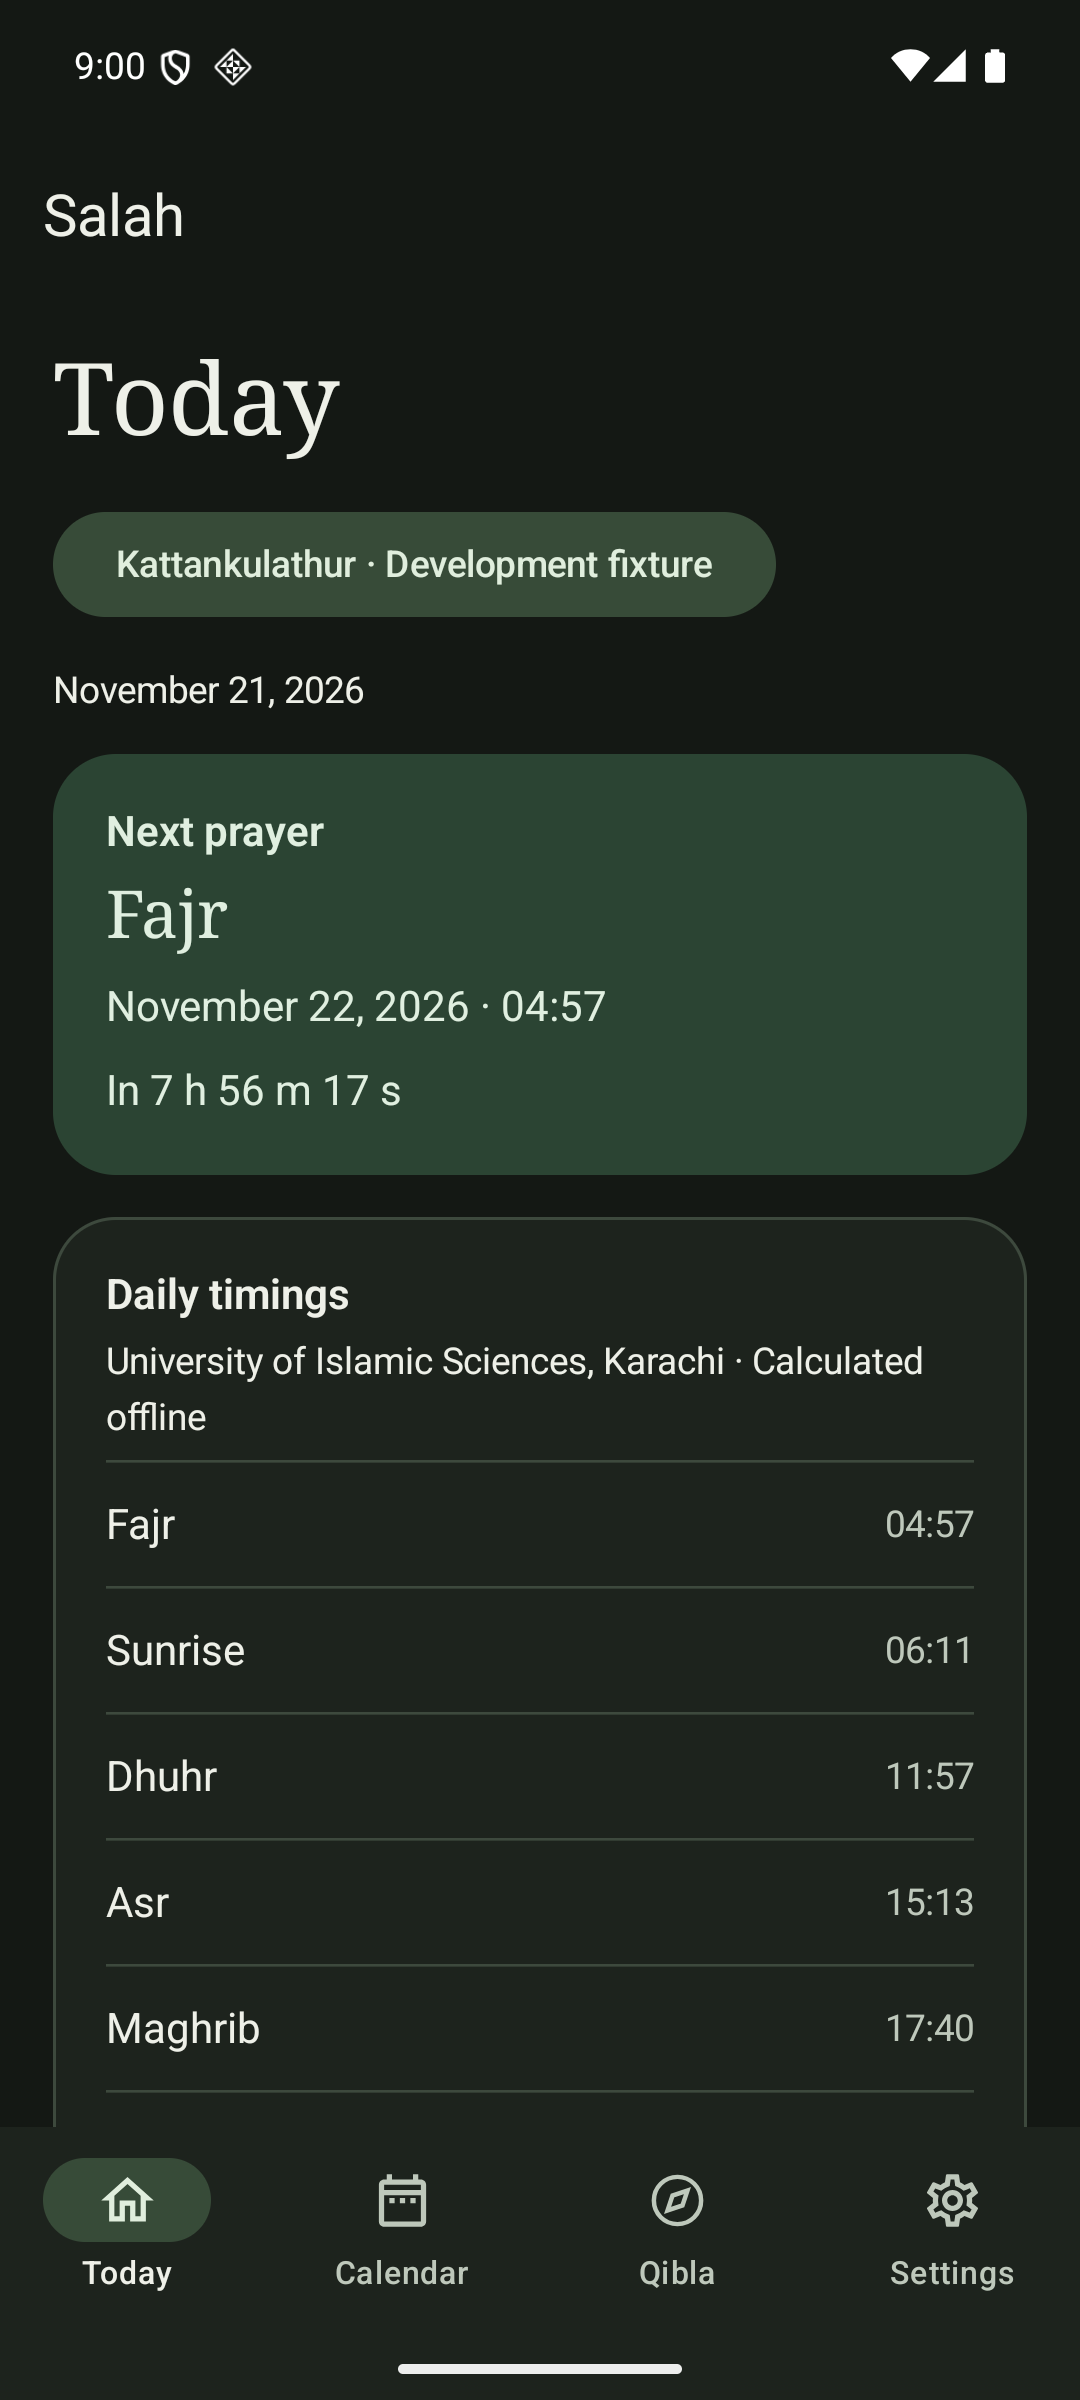 9:00
Salah
Today
Kattankulathur · Development fixture
November 21, 2026
Next prayer
Fajr
November 22, 2026 · 04:57
In 7 h 56 m 17 s
Daily timings
University of Islamic Sciences, Karachi · Calculated
offline
Fajr 04:57
Sunrise 06:11
Dhuhr 11:57
Asr 15:13
Maghrib 17:40
Today Calendar Qibla Settings